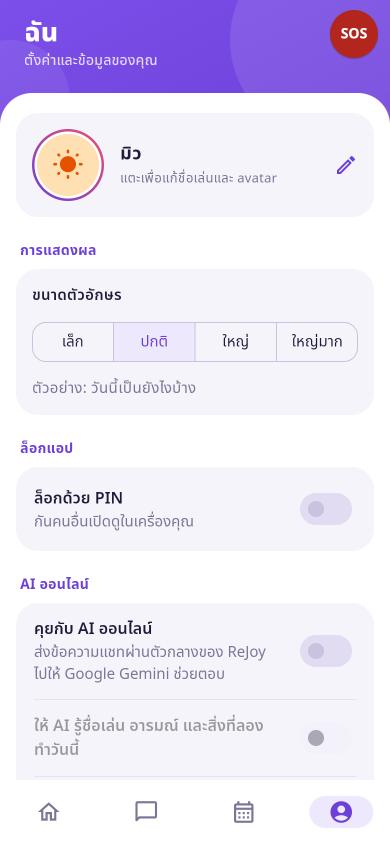 ฉัน
SOS
ตั้งค่าและข้อมูลของคุณ
มิว
แตะเพื่อแก้ชื่อเล่นและ avatar
การแสดงผล
ขนาดตัวอักษร
เล็ก ปกติ ใหญ่ ใหญ่มาก
ตัวอย่าง: วันนี้เป็นยังไงบ้าง
ล็อกแอป
ล็อกด้วย PIN
กันคนอื่นเปิดดูในเครื่องคุณ
AI ออนไลน์
คุยกับ AI ออนไลน์
ส่งข้อความแชทผ่านตัวกลางของ ReJoy
ไปให้ Google Gemini ช่วยตอบ
ให้ AI รู้ชื่อเล่น อารมณ์ และสิ่งที่ลอง
ทำวันนี้